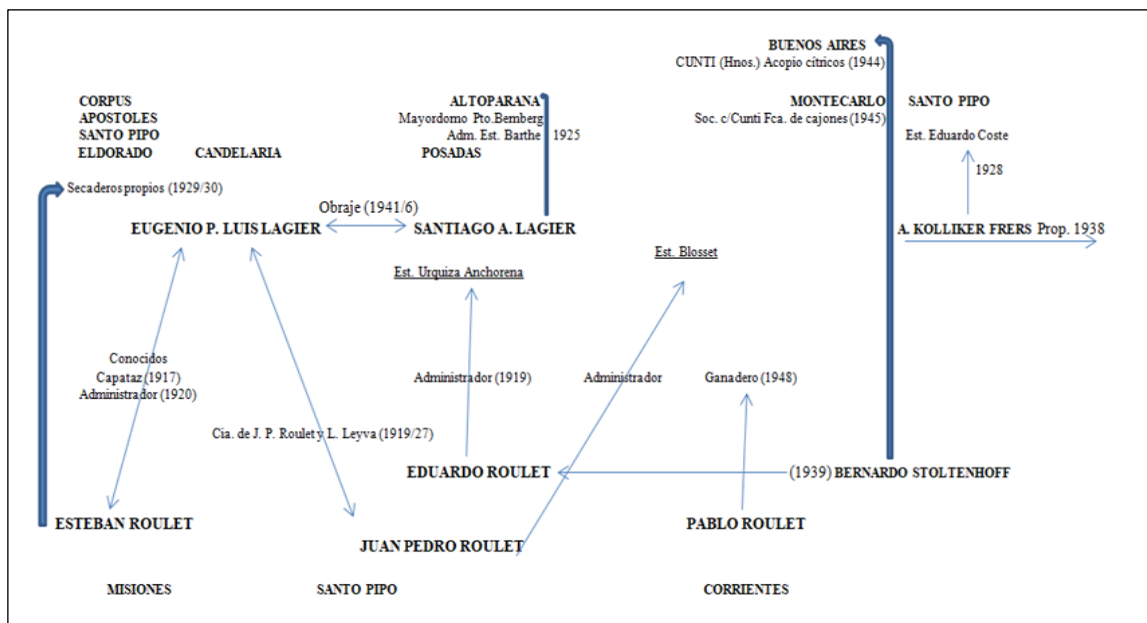 BUENOS AIRES
CUNTI (Hnos.) Acopio cítricos (1944)
CORPUS
APOSTOLES
SANTO PIPO
ELDORADO
CANDELARIA
ALTOPARANA
Mayordomo Pto.Bemberg
Adm. Est. Barthe
1925
POSADAS
MONTECARLO
Soc. c/Cunti Fca. de cajones (1945)
SANTO PIPO
Est. Eduardo Coste
1928
Secaderos propios (1929/30)
Obraje (1941/6)
EUGENIO P. LUIS LAGIER
SANTIAGO A. LAGIER
A. KOLLIKER FRERS Prop. 1938
Est. Blosset
Est. Urquiza Anchorena
Conocidos
Capataz (1917)
Administrador (1920)
Administrador (1919)
Administrador
Ganadero (1948)
Cia. de J. P. Roulet y L. Leyva (1919/27)
EDUARDO ROULET
(1939) BERNARDO STOLTENHOFF
ESTEBAN ROULET
PABLO ROULET
JUAN PEDRO ROULET
MISIONES
SANTO PIPO
CORRIENTES